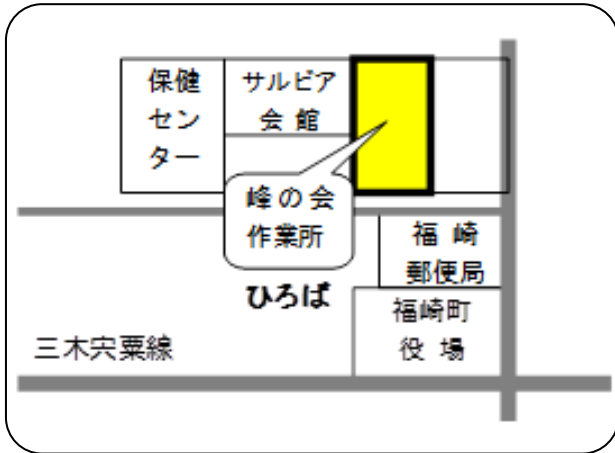 保健
セン
ター
サルビア
会館
峰の会
作業所
福崎
郵便局
ひろば
福崎町
役場
三木宍粟線